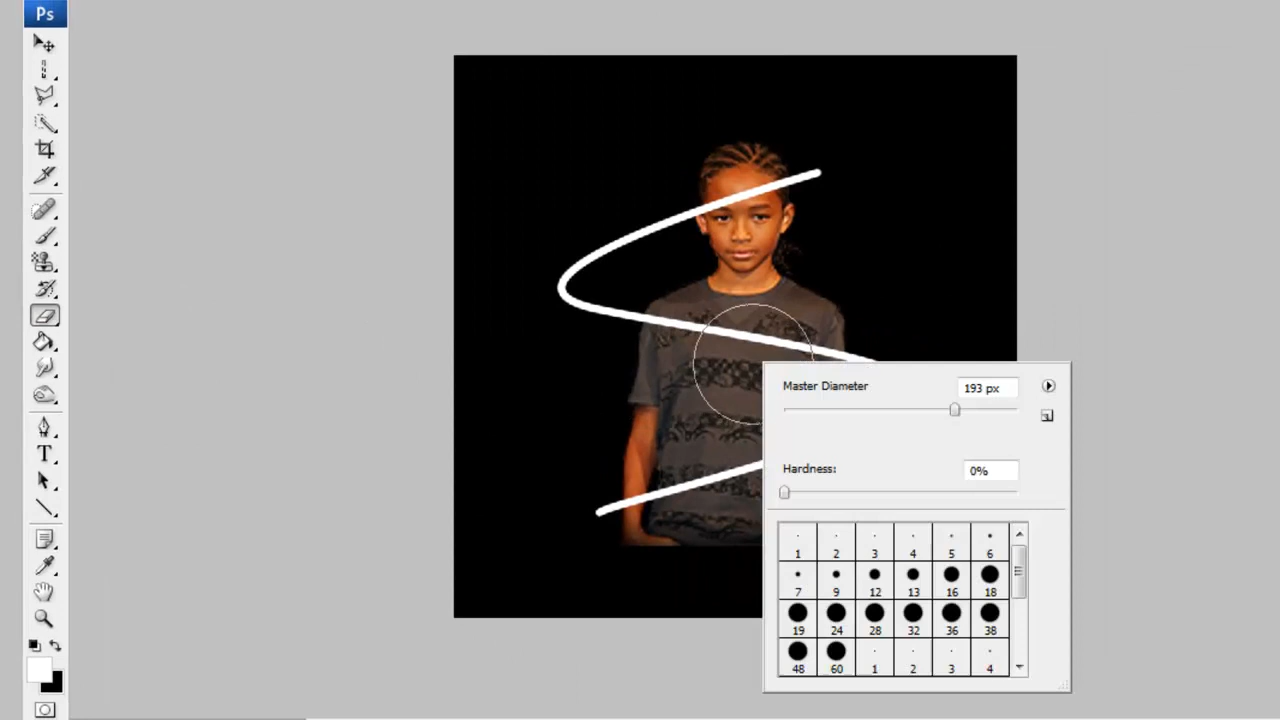 Ps
T
Master Diameter 193 px
Hardness: 0%
1 2 3 4 5 6
7 9 12 13 16 18
19 24 28 32 36 38
48 60 1 2 3 4